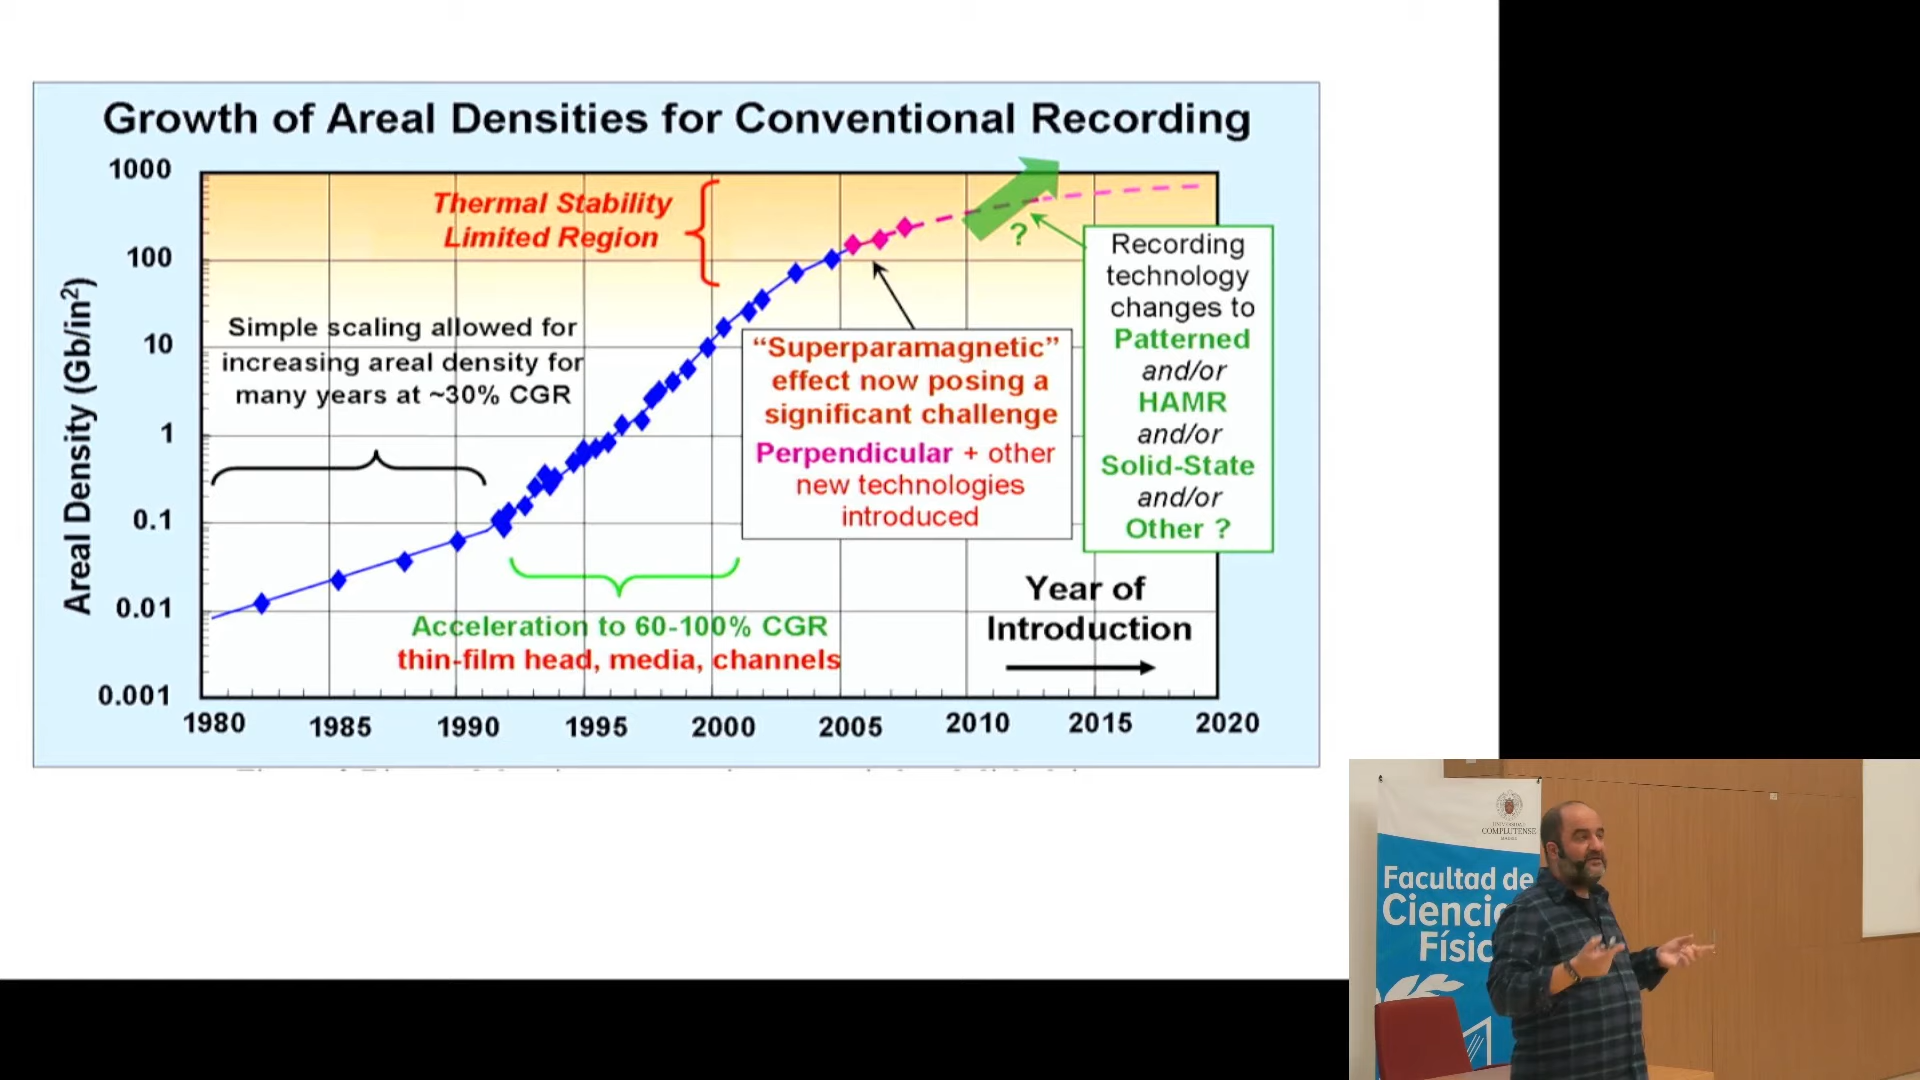 Growth of Areal Densities for Conventional Recording
1000
100
10
1
0.1
0.01
0.001
Areal Density (Gb/in²)
Thermal Stability
Limited Region
Simple scaling allowed for
increasing areal density for
many years at ~30% CGR
?
Recording
technology
changes to
Patterned
and/or
HAMR
and/or
Solid-State
and/or
Other ?
“Superparamagnetic”
effect now posing a
significant challenge
Perpendicular + other
new technologies
introduced
Acceleration to 60-100% CGR
thin-film head, media, channels
Year of
Introduction
1980 1985 1990 1995 2000 2005 2010 2015 2020
UNIVERSIDAD
COMPLUTENSE
Facultad de